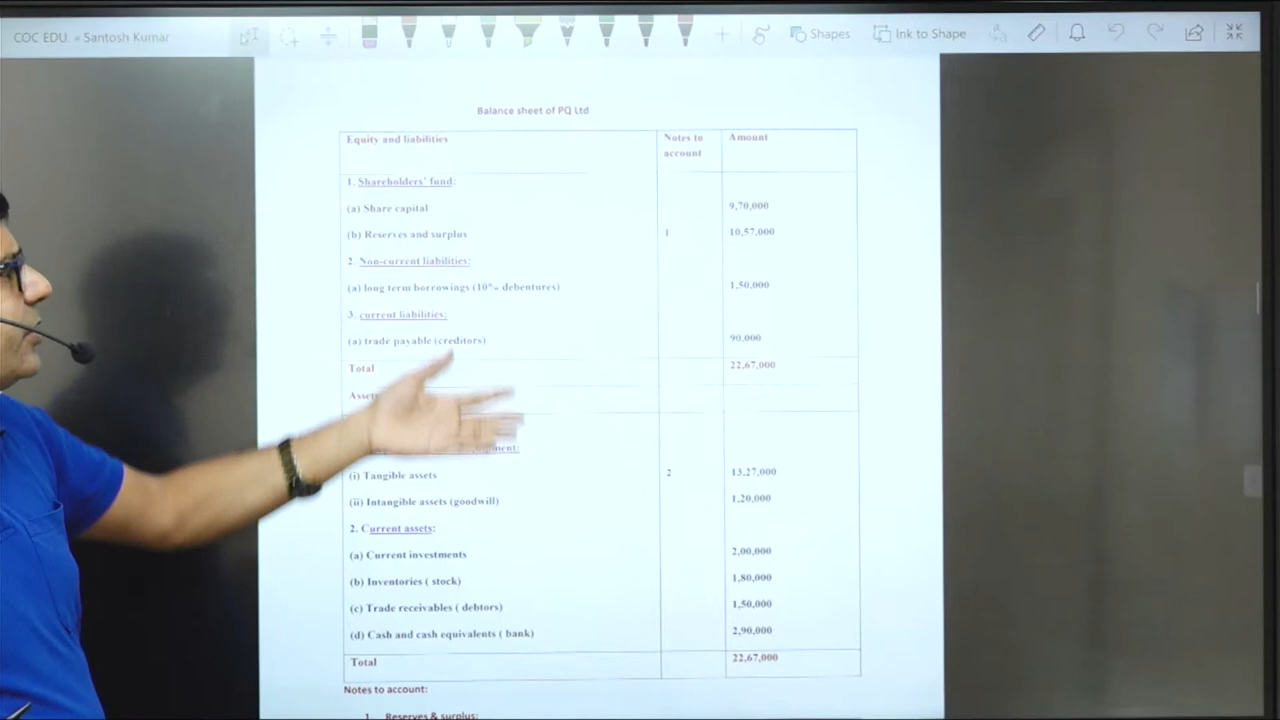 COC EDU. = Santosh Kumar
Shapes
Ink to Shape
Balance sheet of PQ Ltd
Equity and liabilities Notes to account Amount
1. Shareholders' fund:
(a) Share capital 9,70,000
(b) Reserves and surplus 1 10,57,000
2. Non-current liabilities:
(a) long term borrowings (10% debentures) 1,50,000
3. current liabilities:
(a) trade payable (creditors) 90,000
Total 22,67,000
(i) Tangible assets 2 13,27,000
(ii) Intangible assets (goodwill) 1,20,000
2. Current assets:
(a) Current investments 2,00,000
(b) Inventories ( stock) 1,80,000
(c) Trade receivables ( debtors) 1,50,000
(d) Cash and cash equivalents ( bank) 2,90,000
Total 22,67,000
Notes to account:
1. Reserves & surplus: